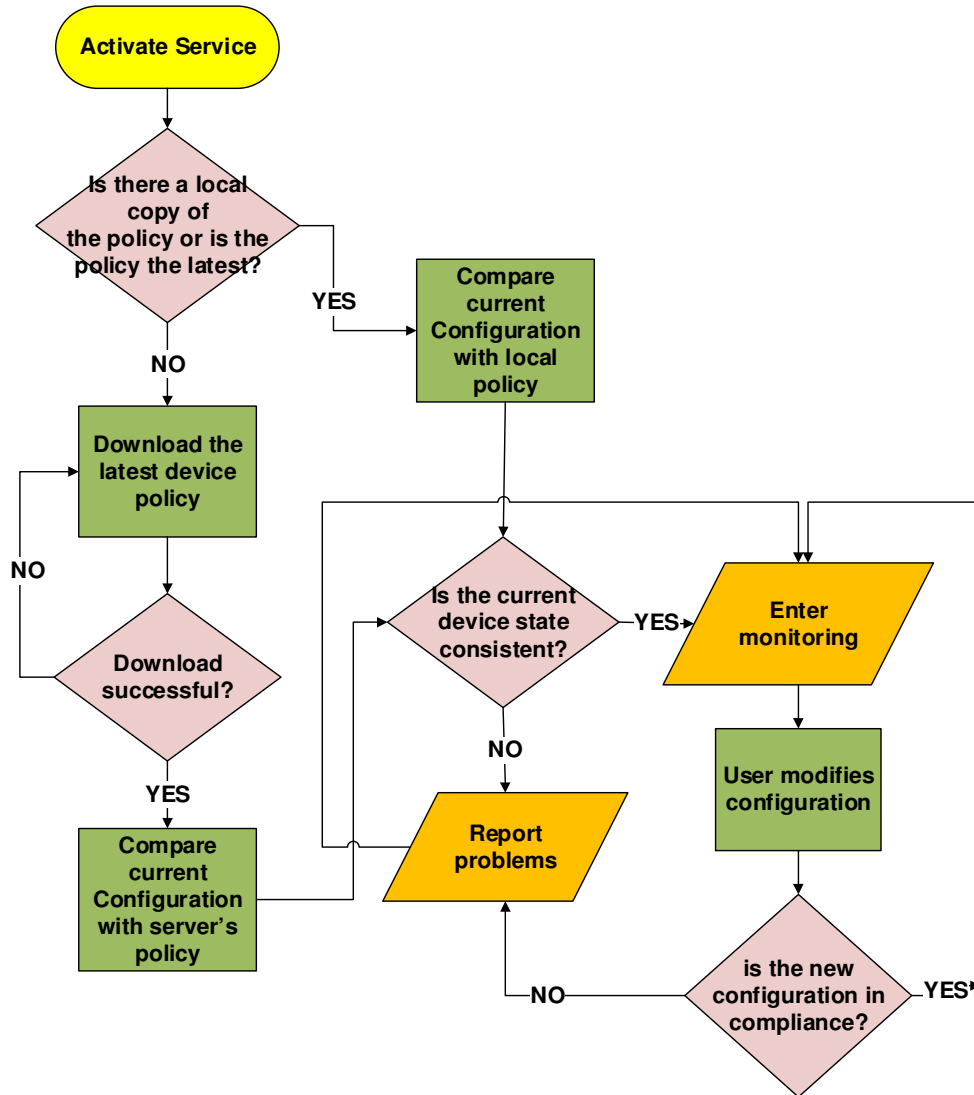 Activate Service
Is there a local
copy of
the policy or is the
policy the latest?
YES
NO
Compare
current
Configuration
with local
policy
Download the
latest device
policy
NO
Download
successful?
YES
Compare
current
Configuration
with server's
policy
Is the current
device state
consistent?
YES
NO
Enter
monitoring
User modifies
configuration
Report
problems
is the new
configuration in
compliance?
NO
YES